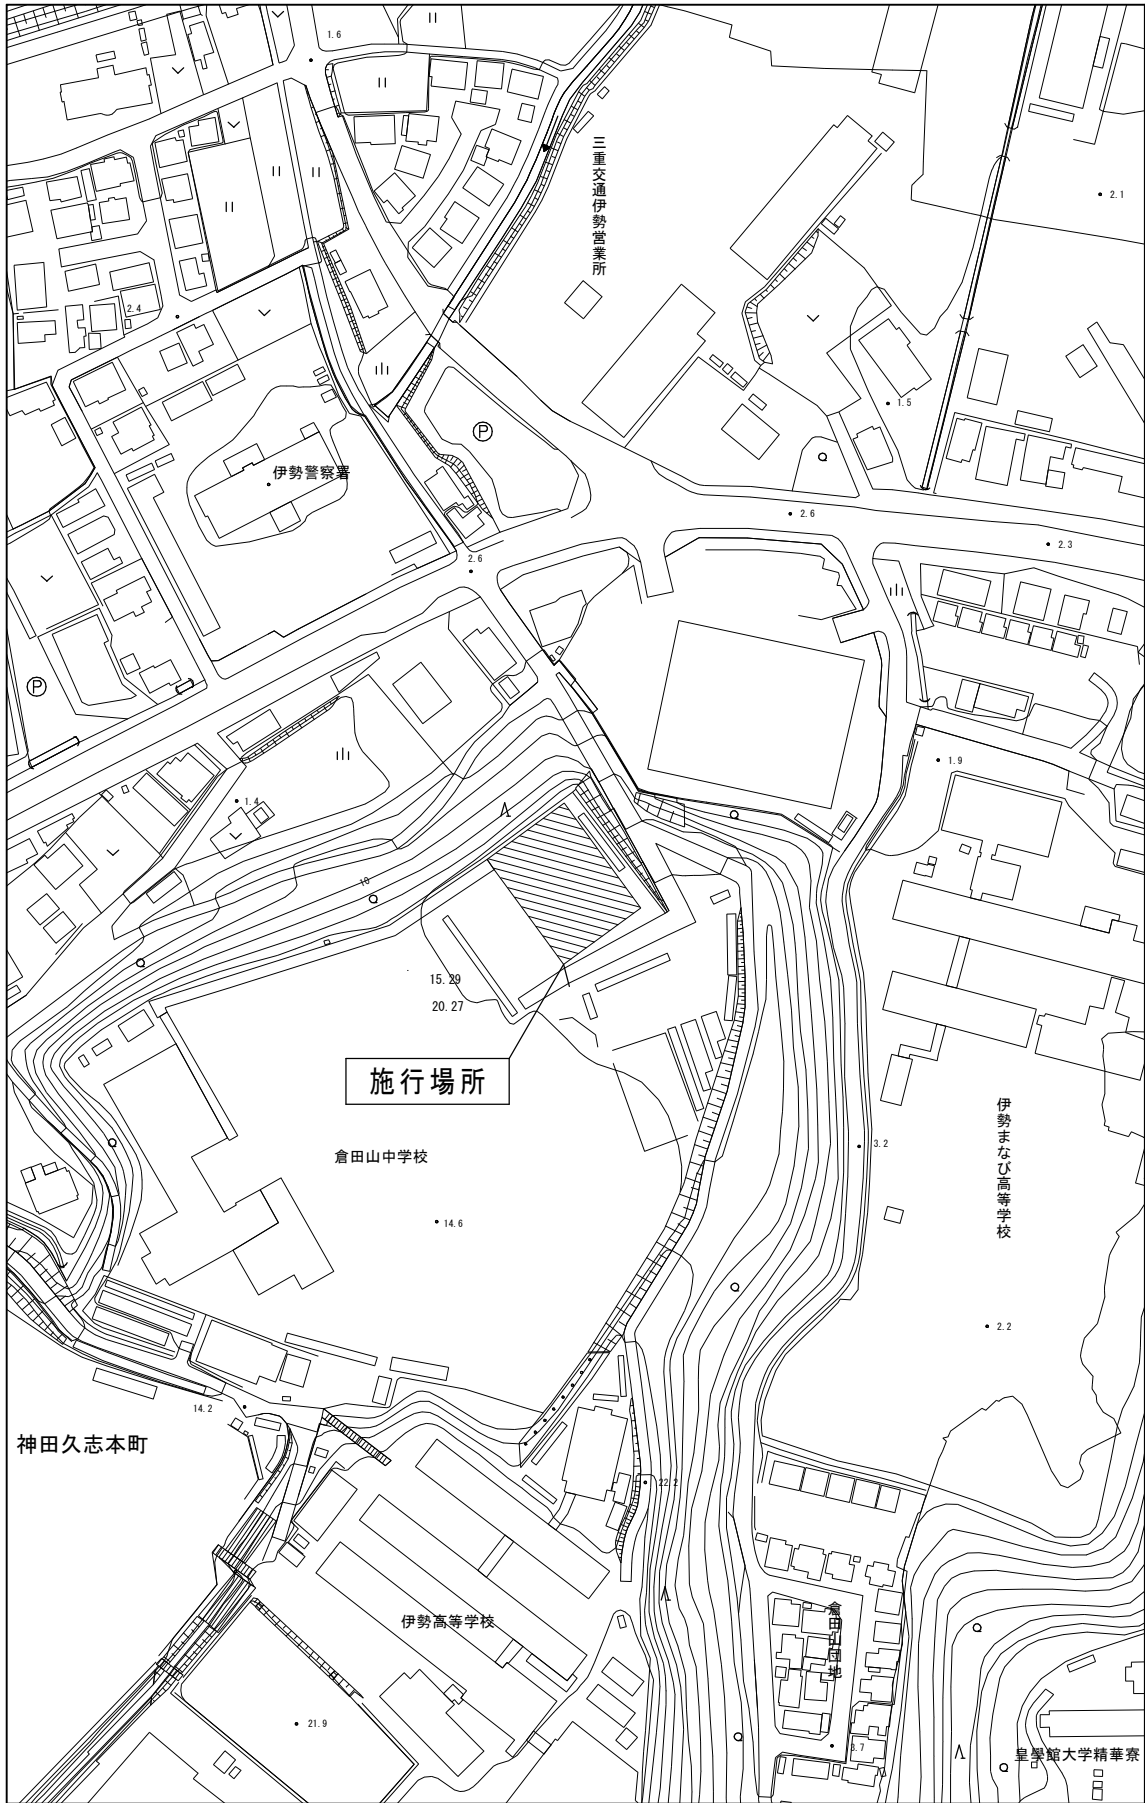 1.6
三重交通伊勢営業所
2.1
2.4
1.5
P
伊勢警察署
2.6
2.3
2.6
P
1.9
1.4
10
15.29
20.27
施行場所
伊勢まなび高等学校
3.2
倉田山中学校
14.6
2.2
14.2
神田久志本町
22.2
倉田山団地
伊勢高等学校
21.9
3.7
皇學館大学精華寮